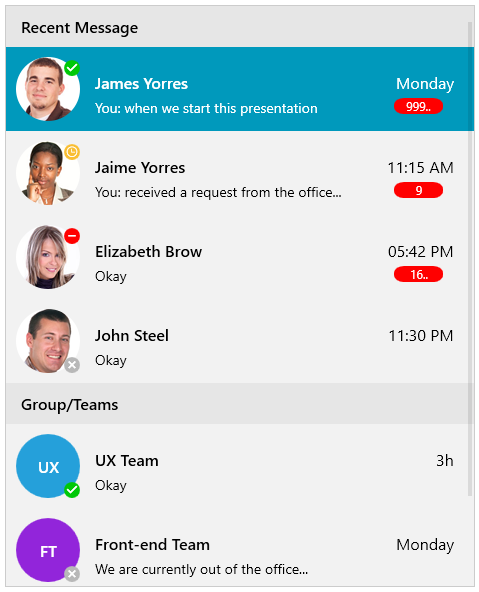 Recent Message
James Yorres
Monday
You: when we start this presentation
999..
Jaime Yorres
11:15 AM
You: received a request from the office...
9
Elizabeth Brow
05:42 PM
Okay
16..
John Steel
11:30 PM
Okay
Group/Teams
UX
UX Team
3h
Okay
FT
Front-end Team
Monday
We are currently out of the office...